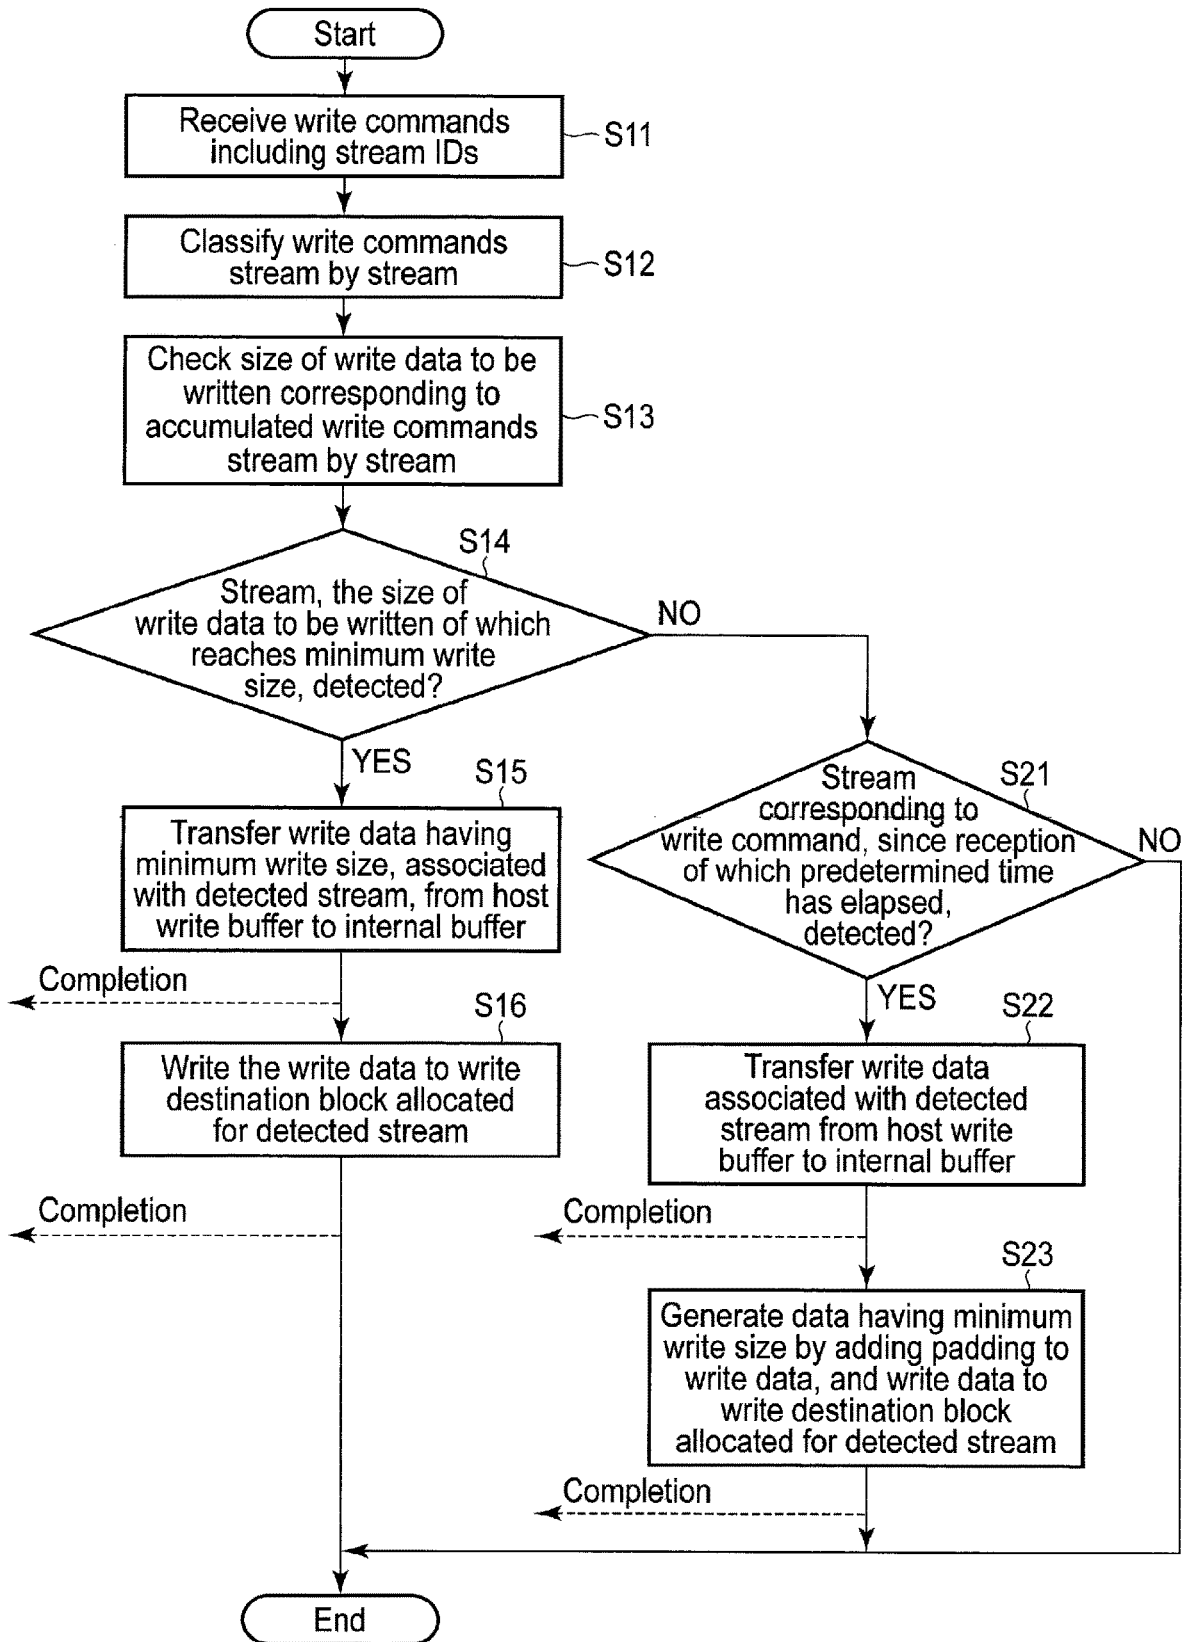 Start
Receive write commands
including stream IDs
S11
Classify write commands
stream by stream
S12
Check size of write data to be
written corresponding to
accumulated write commands
stream by stream
S13
S14
Stream, the size of
write data to be written of which
reaches minimum write
size, detected?
NO
YES
S15
Transfer write data having
minimum write size, associated
with detected stream, from host
write buffer to internal buffer
Completion
S16
Write the write data to write
destination block allocated
for detected stream
Completion
S21
Stream
corresponding to
write command, since reception
of which predetermined time
has elapsed,
detected?
NO
YES
S22
Transfer write data
associated with detected
stream from host write
buffer to internal buffer
Completion
S23
Generate data having minimum
write size by adding padding to
write data, and write data to
write destination block
allocated for detected stream
Completion
End